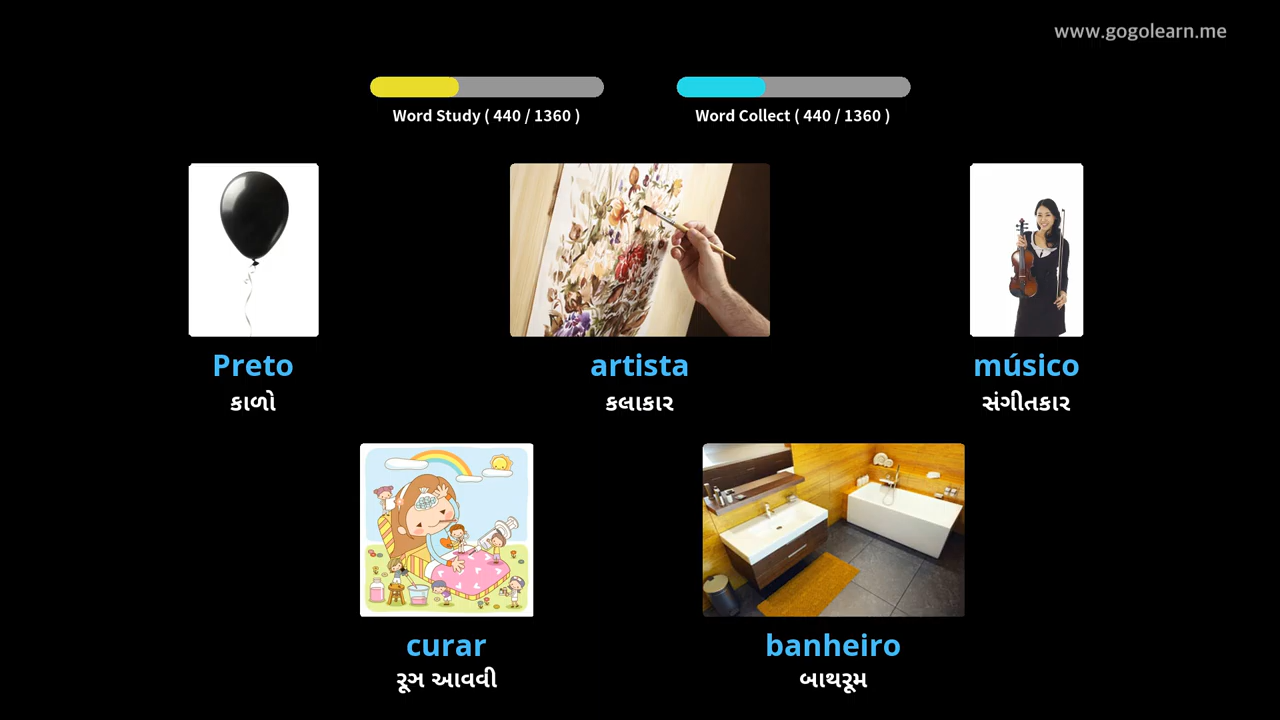 www.gogolearn.me
Word Study ( 440 / 1360 )
Word Collect ( 440 / 1360 )
Preto
કાળો
artista
કલાકાર
músico
સંગીતકાર
curar
રૂઞ આવવી
banheiro
બાથરૂમ